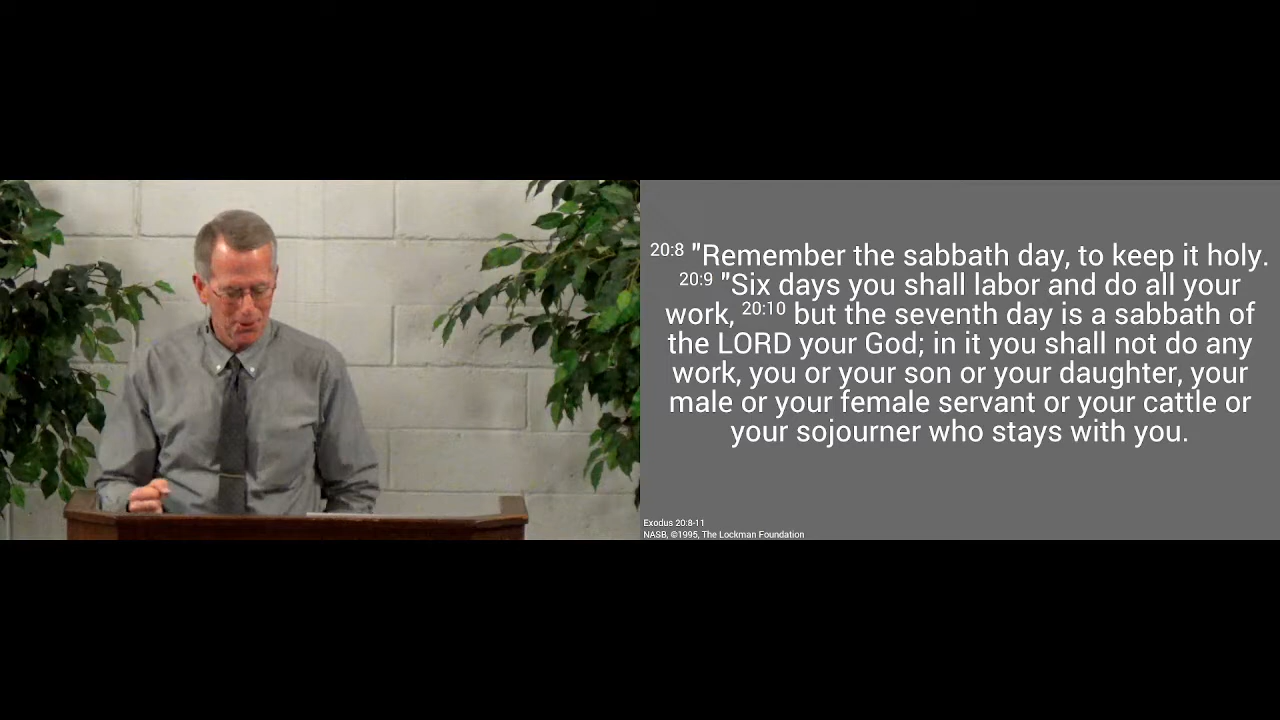 20:8 "Remember the sabbath day, to keep it holy.
20:9 "Six days you shall labor and do all your
work, 20:10 but the seventh day is a sabbath of
the LORD your God; in it you shall not do any
work, you or your son or your daughter, your
male or your female servant or your cattle or
your sojourner who stays with you.
Exodus 20:8-11
NASB, ©1995, The Lockman Foundation